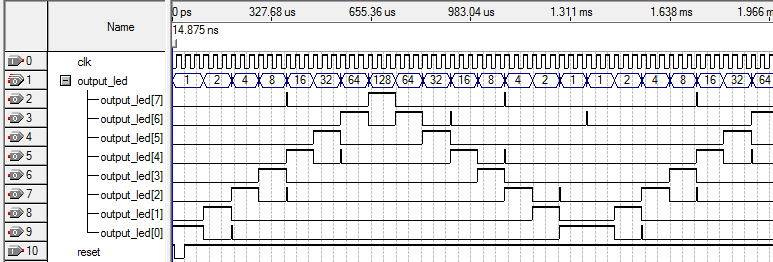 Name 0 ps 327.68 us 655.36 us 983.04 us 1.311 ms 1.638 ms 1.966 m
14.875 ns
0 clk
1 output_led 1 2 4 8 16 32 64 128 64 32 16 8 4 2 1 1 2 4 8 16 32 64
2 output_led[7]
3 output_led[6]
4 output_led[5]
5 output_led[4]
6 output_led[3]
7 output_led[2]
8 output_led[1]
9 output_led[0]
10 reset